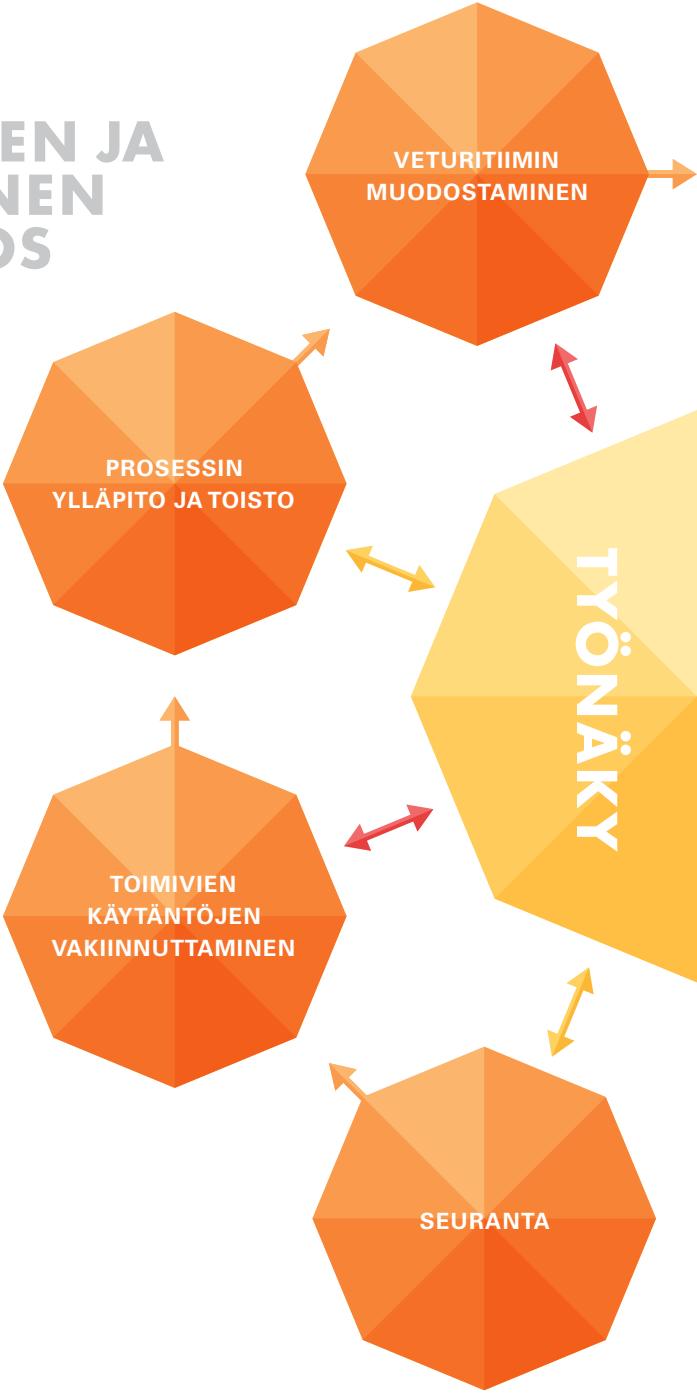 EN JA
NEN
OS
VETURITIIMIN
MUODOSTAMINEN
PROSESSIN
YLLÄPITO JA TOISTO
TYÖNÄKY
TOIMIVIEN
KÄYTÄNTÖJEN
VAKIINNUTTAMINEN
SEURANTA